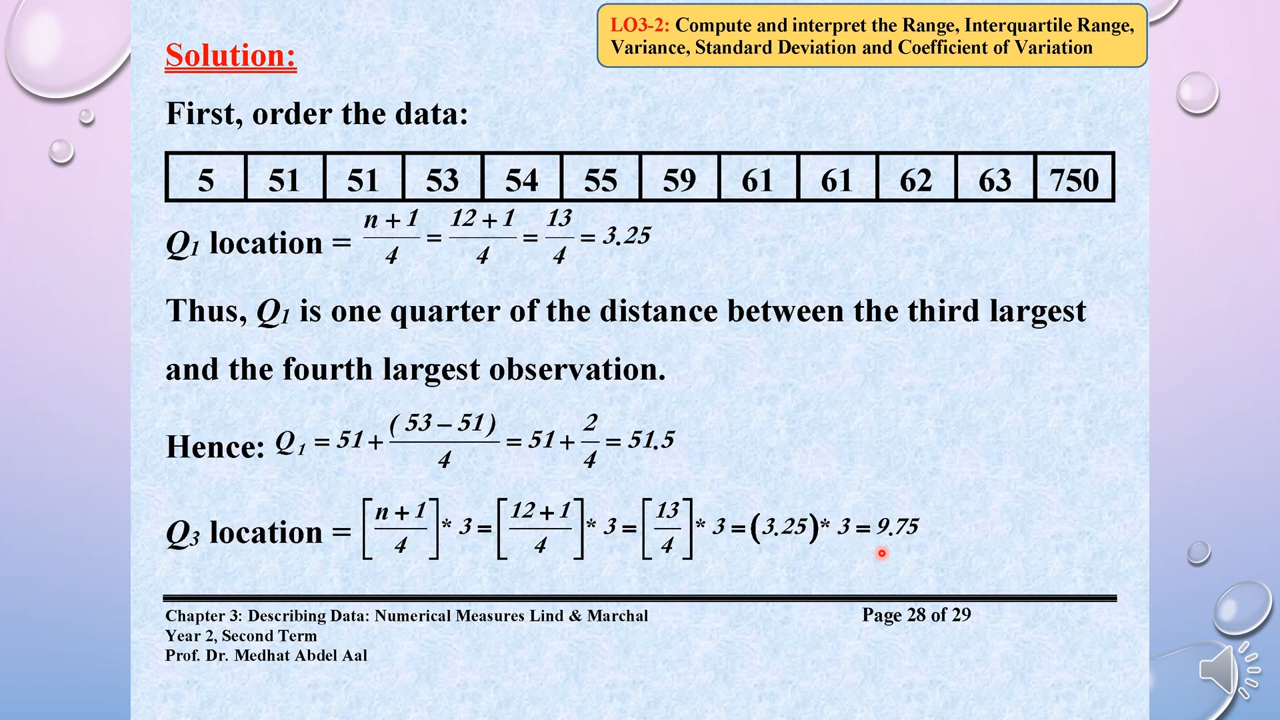 LO3-2: Compute and interpret the Range, Interquartile Range,
Variance, Standard Deviation and Coefficient of Variation
Solution:
First, order the data:
5 51 51 53 54 55 59 61 61 62 63 750
Q1 location = (n + 1)/4 = (12 + 1)/4 = 13/4 = 3.25
Thus, Q1 is one quarter of the distance between the third largest
and the fourth largest observation.
Hence: Q1 = 51 + (53 – 51)/4 = 51 + 2/4 = 51.5
Q3 location = [(n + 1)/4] * 3 = [(12 + 1)/4] * 3 = [13/4] * 3 = (3.25) * 3 = 9.75
Chapter 3: Describing Data: Numerical Measures Lind & Marchal Page 28 of 29
Year 2, Second Term
Prof. Dr. Medhat Abdel Aal